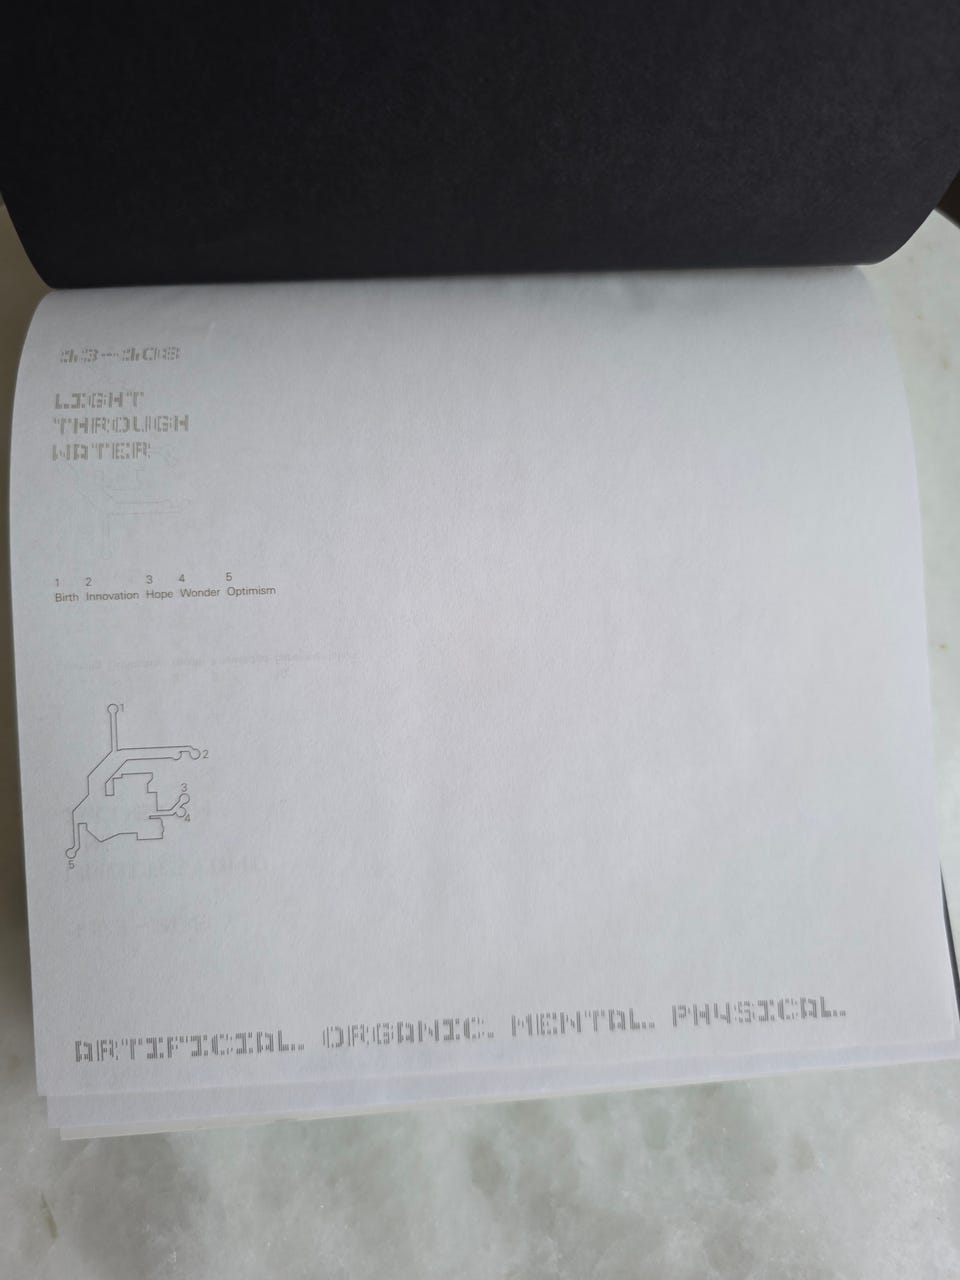 LIGHT
THROUGH
WATER
1 2 3 4 5
Birth Innovation Hope Wonder Optimism
1
2
3
4
5
ARTIFICIAL. ORGANIC. MENTAL. PHYSICAL.